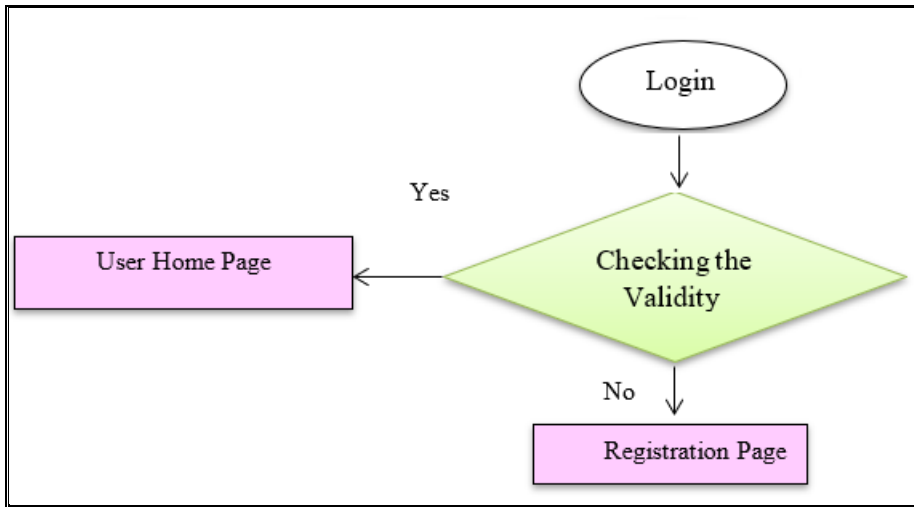 Login
Yes
User Home Page
Checking the
Validity
No
Registration Page